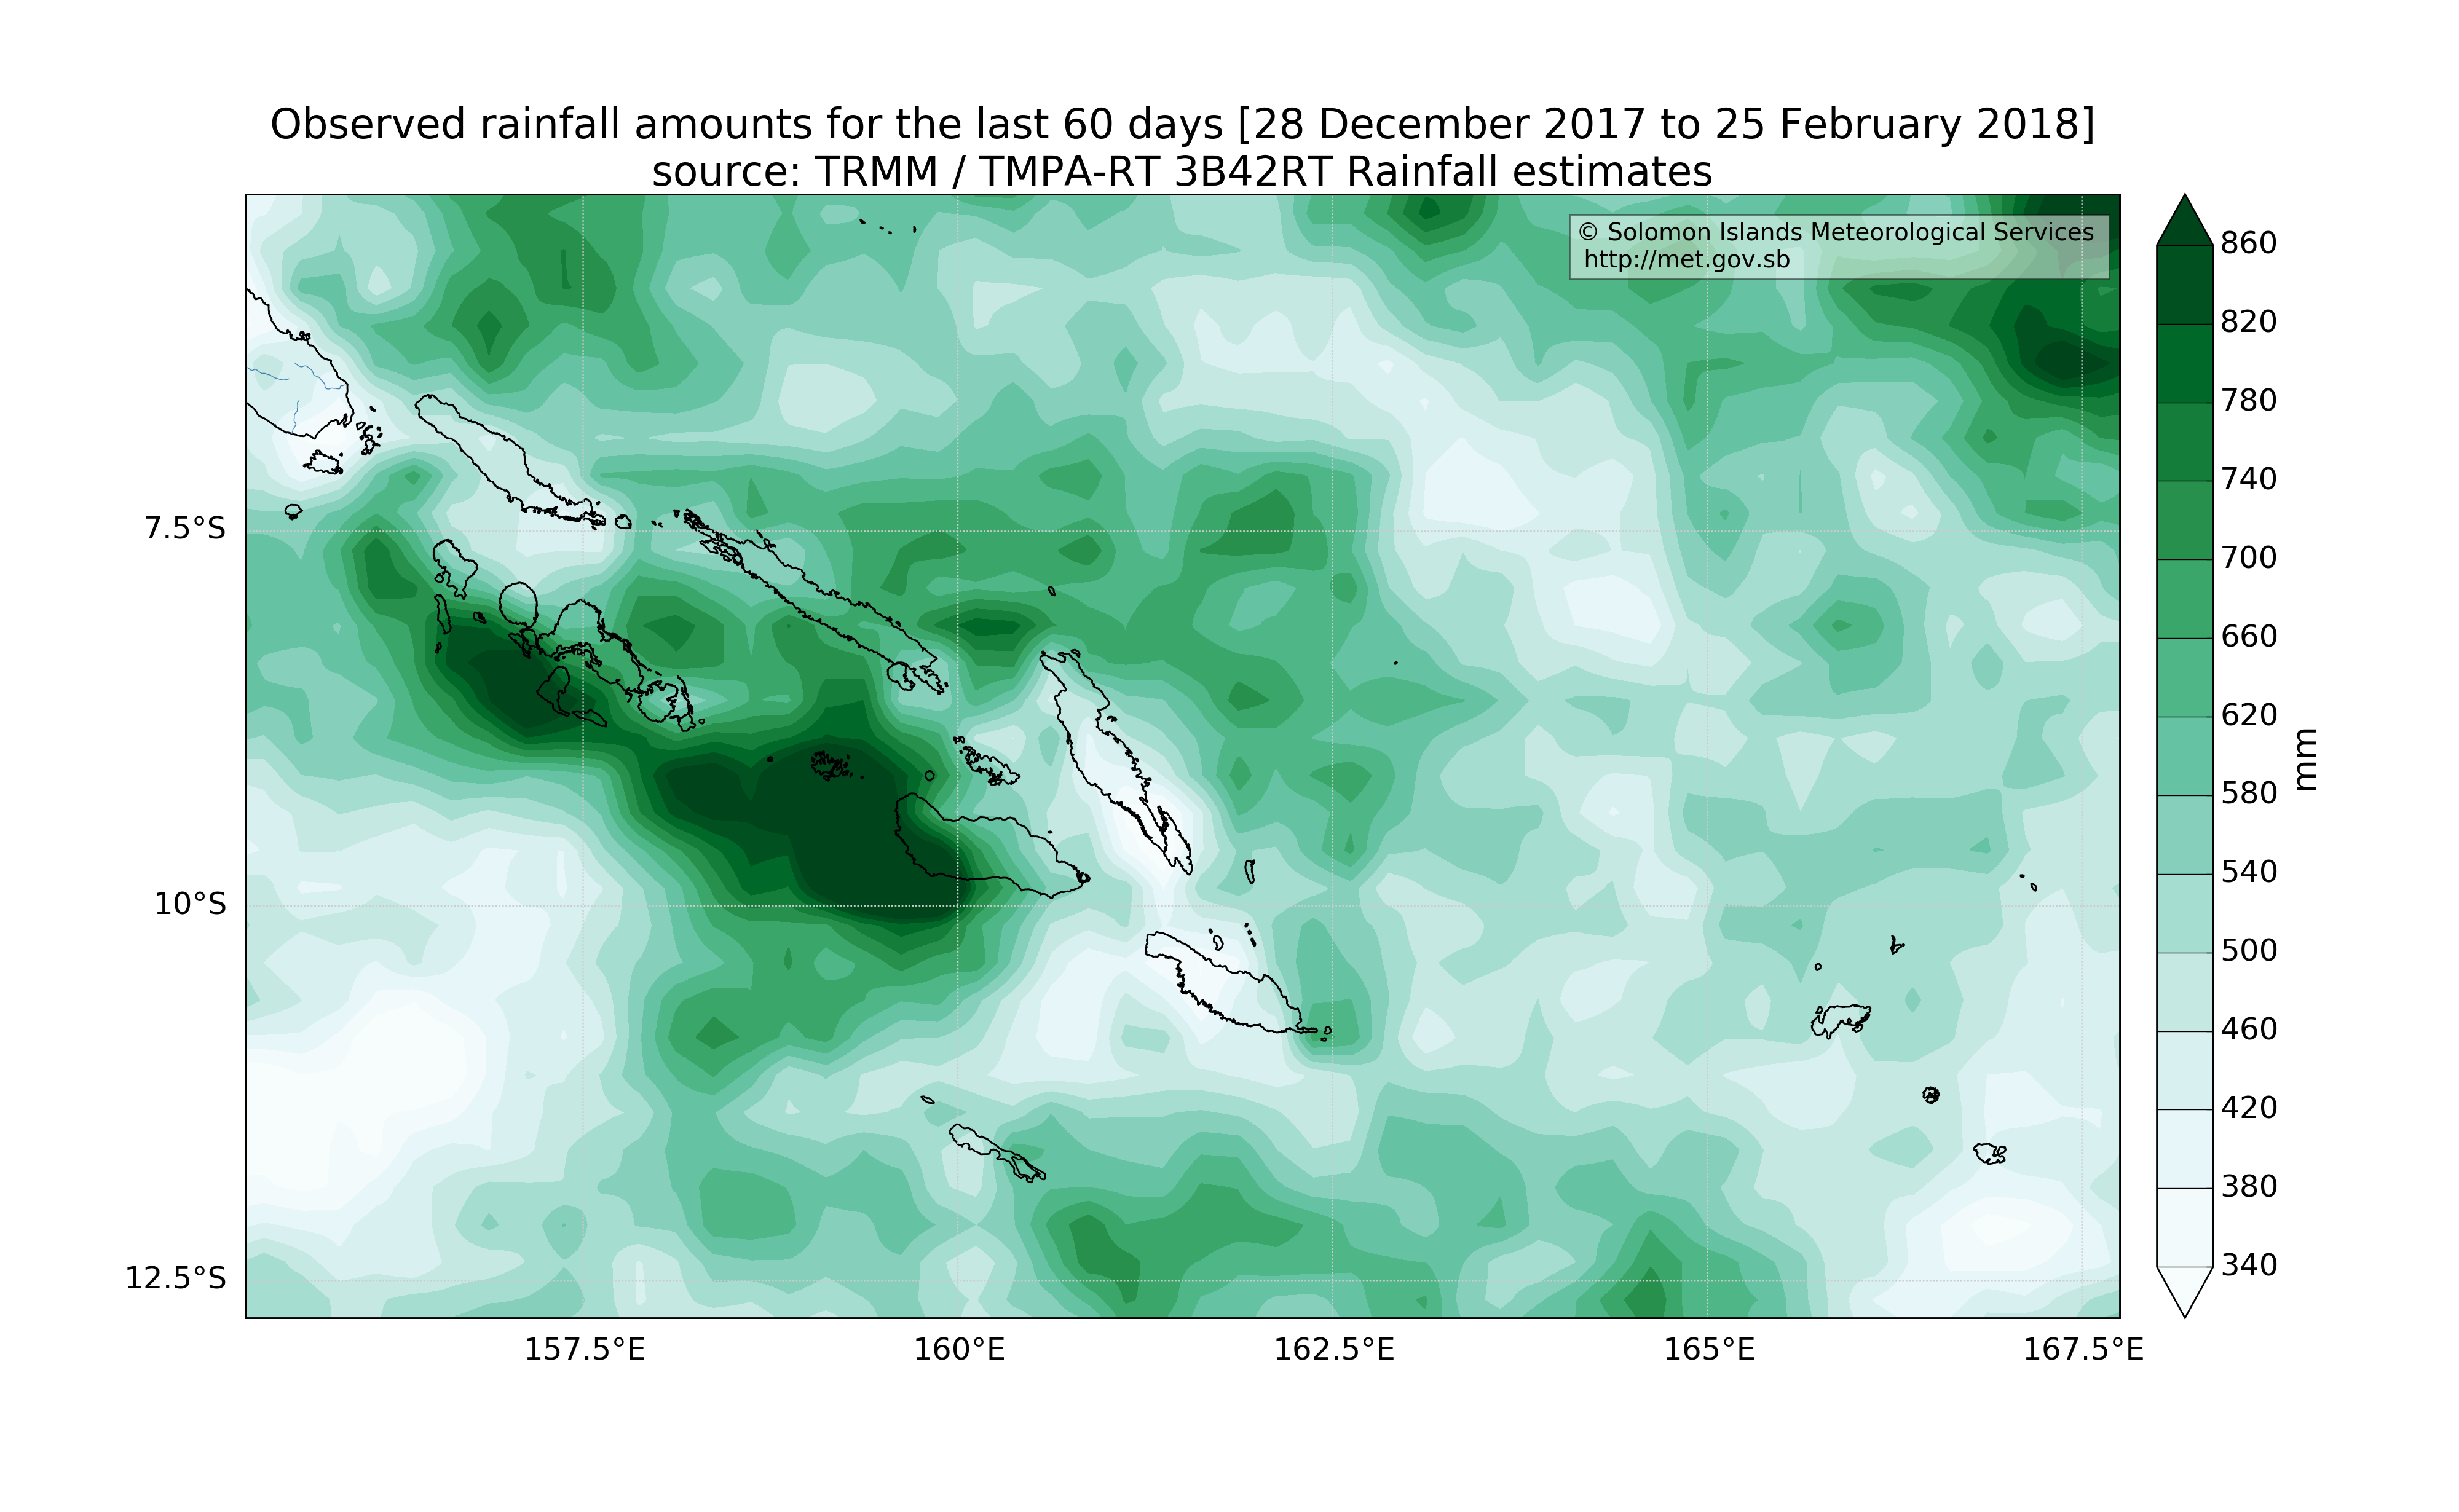 Observed rainfall amounts for the last 60 days [28 December 2017 to 25 February 2018]
source: TRMM / TMPA-RT 3B42RT Rainfall estimates
© Solomon Islands Meteorological Services
http://met.gov.sb
7.5°S
10°S
12.5°S
157.5°E
160°E
162.5°E
165°E
167.5°E
860
820
780
740
700
660
620
580
540
500
460
420
380
340
mm